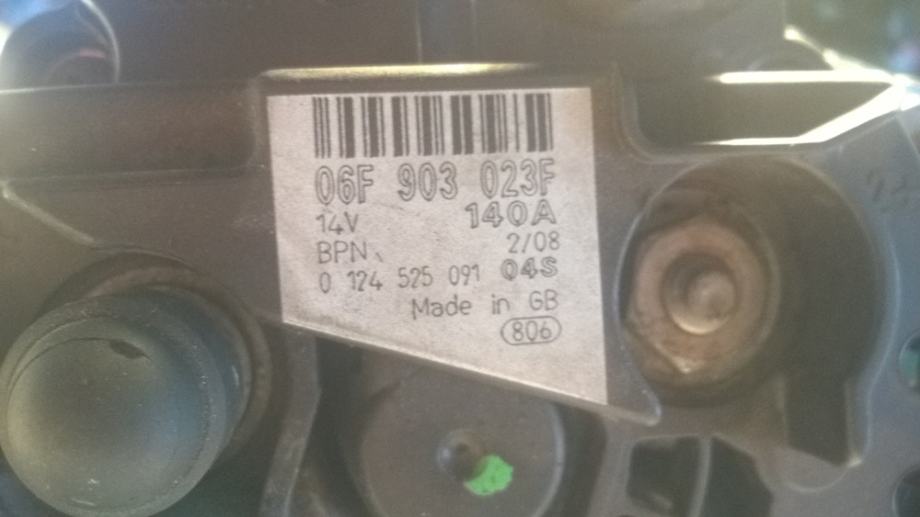 06F 903 023F
14V 140A
BPN 2/08
0 124 525 091 04S
Made in GB
806